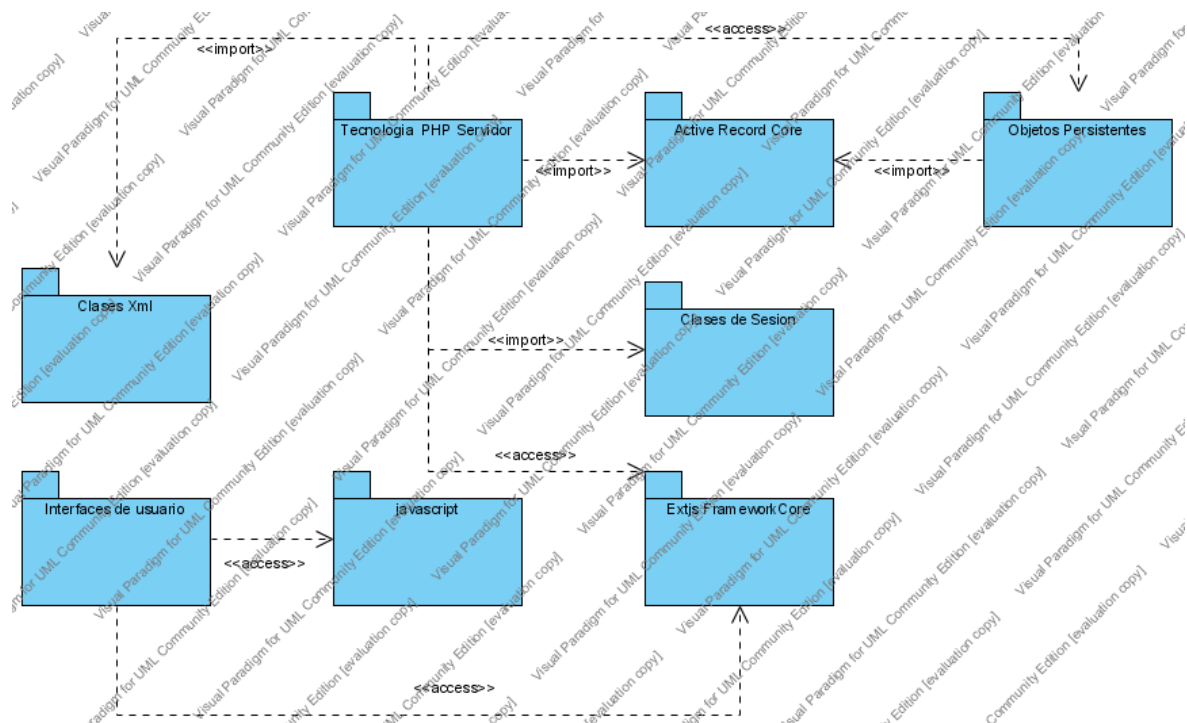 <<import>>
<<access>>
Tecnologia PHP Servidor
Active Record Core
Objetos Persistentes
<<import>>
<<import>>
Clases Xml
Clases de Sesion
<<import>>
<<access>>
Interfaces de usuario
javascript
Extjs FrameworkCore
<<access>>
<<access>>
Visual Paradigm for UML Community Edition [evaluation copy]